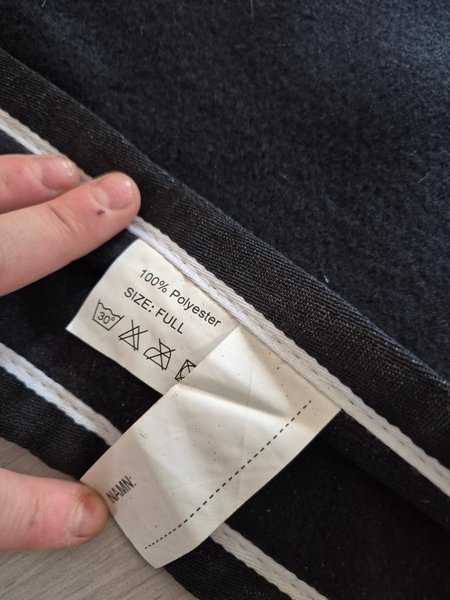 100% Polyester
SIZE: FULL
30°
NAMN: